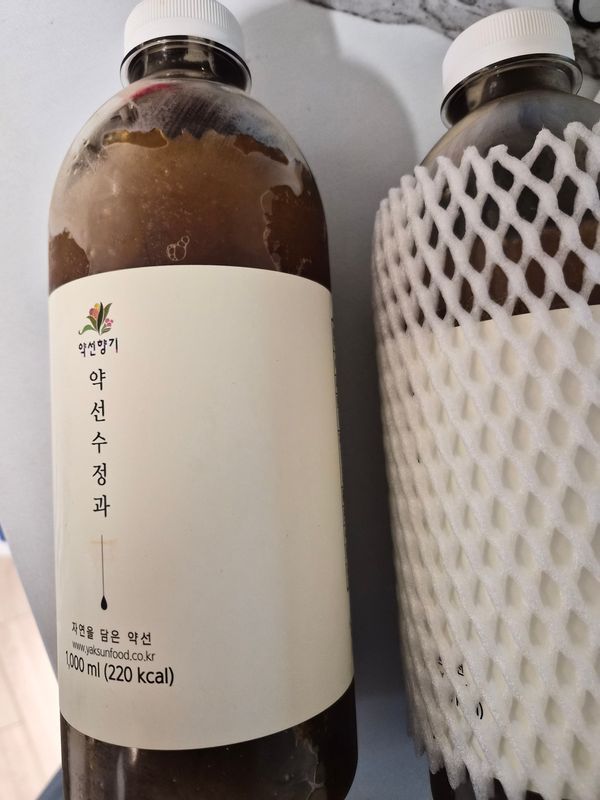 약선향기
약선수정과
자연을 담은 약선
www.yaksunfood.co.kr
1,000 ml (220 kcal)